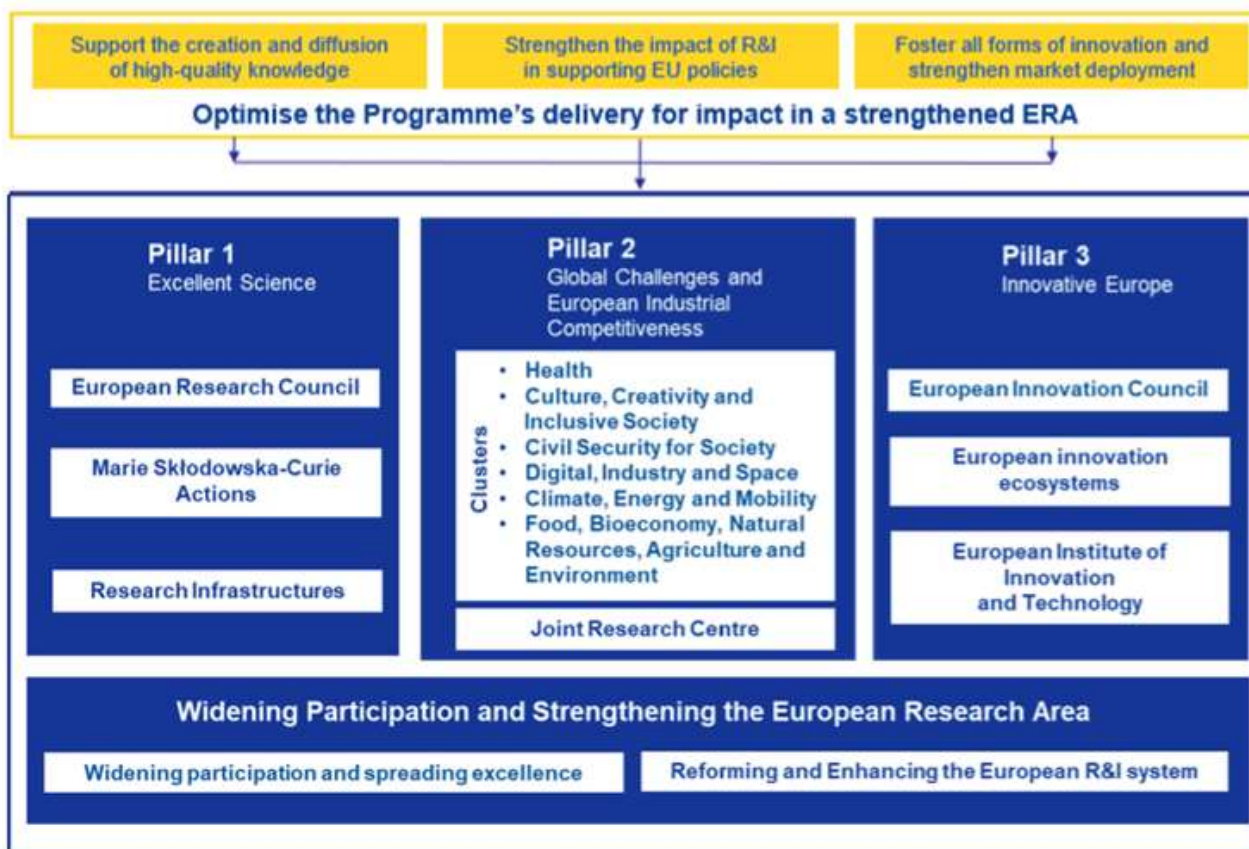 Support the creation and diffusion
of high-quality knowledge
Strengthen the impact of R&I
in supporting EU policies
Foster all forms of innovation and
strengthen market deployment
Optimise the Programme's delivery for impact in a strengthened ERA
Pillar 1
Excellent Science
European Research Council
Marie Skłodowska-Curie
Actions
Research Infrastructures
Pillar 2
Global Challenges and
European Industrial
Competitiveness
Clusters
• Health
• Culture, Creativity and
Inclusive Society
• Civil Security for Society
• Digital, Industry and Space
• Climate, Energy and Mobility
• Food, Bioeconomy, Natural
Resources, Agriculture and
Environment
Joint Research Centre
Pillar 3
Innovative Europe
European Innovation Council
European innovation
ecosystems
European Institute of
Innovation
and Technology
Widening Participation and Strengthening the European Research Area
Widening participation and spreading excellence
Reforming and Enhancing the European R&I system